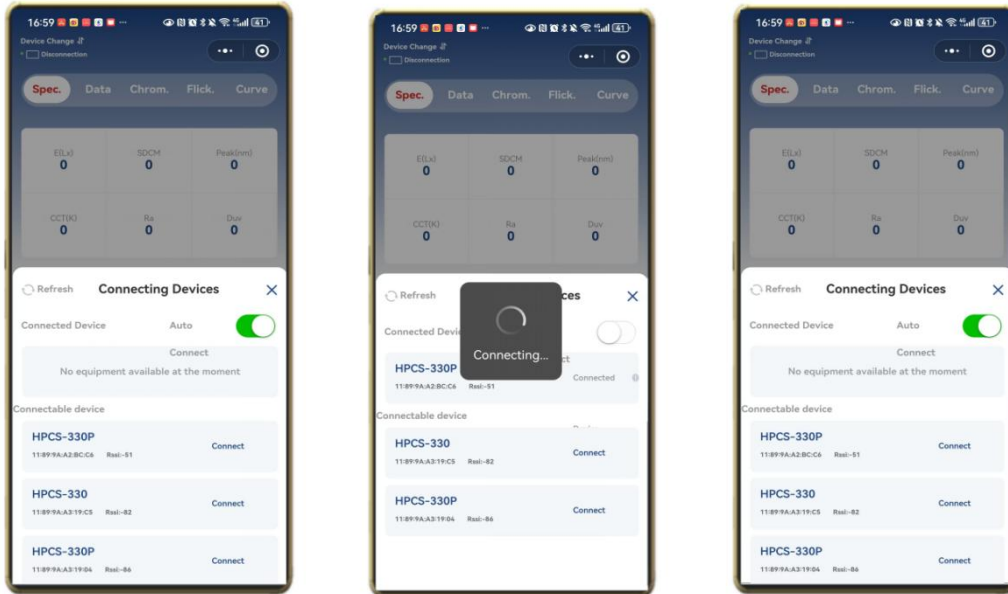 16:59
41
Device Change
Disconnection
Spec. Data Chrom. Flick. Curve
E(Lx) SDCM Peak(nm)
0 0 0
CCT(K) Ra Duv
0 0 0
Refresh Connecting Devices
Connected Device Auto
Connect
No equipment available at the moment
Connectable device
HPCS-330P
Connect
11:89:9A:A2:BC:C6 Rssi:-51
HPCS-330
Connect
11:89:9A:A3:19:C5 Rssi:-82
HPCS-330P
Connect
11:89:9A:A3:19:04 Rssi:-86
16:59
41
Device Change
Disconnection
Spec. Data Chrom. Flick. Curve
E(Lx) SDCM Peak(nm)
0 0 0
CCT(K) Ra Duv
0 0 0
Refresh ces
Connected Devi
Connecting...
ct
HPCS-330P
Connected
11:89:9A:A2:BC:C6 Rssi:-51
Connectable device
HPCS-330
Connect
11:89:9A:A3:19:C5 Rssi:-82
HPCS-330P
Connect
11:89:9A:A3:19:04 Rssi:-86
16:59
41
Device Change
Disconnection
Spec. Data Chrom. Flick. Curve
E(Lx) SDCM Peak(nm)
0 0 0
CCT(K) Ra Duv
0 0 0
Refresh Connecting Devices
Connected Device Auto
Connect
No equipment available at the moment
Connectable device
HPCS-330P
Connect
11:89:9A:A2:BC:C6 Rssi:-51
HPCS-330
Connect
11:89:9A:A3:19:C5 Rssi:-82
HPCS-330P
Connect
11:89:9A:A3:19:04 Rssi:-86